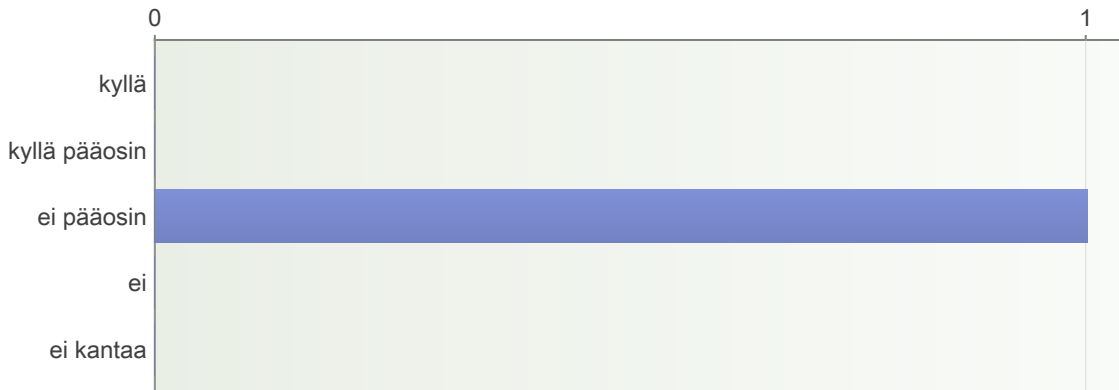 0 1
kyllä
kyllä pääosin
ei pääosin
ei
ei kantaa